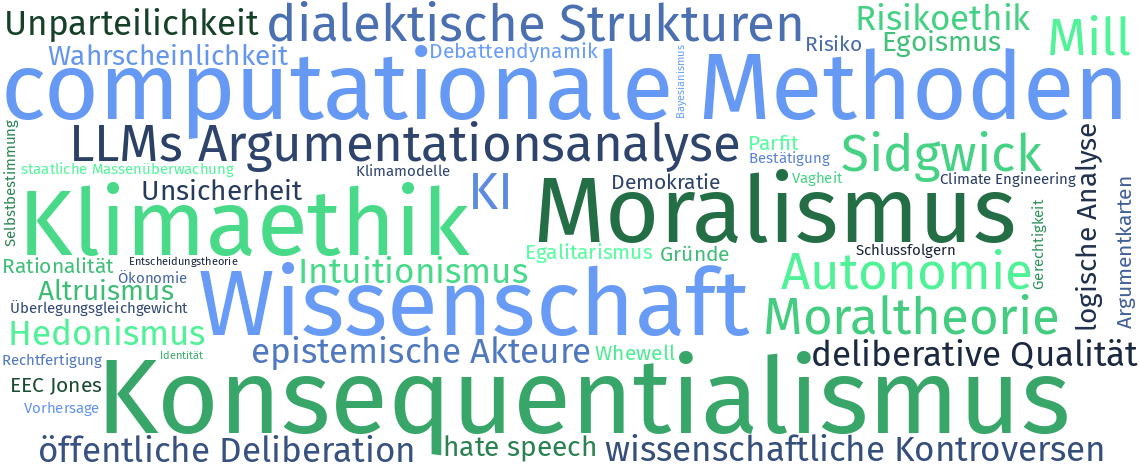 Unparteilichkeit
dialektische Strukturen
Risikoethik
Mill
Wahrscheinlichkeit
Debattendynamik
Risiko
Egoismus
computationale Methoden
Bayesianismus
LLMs Argumentationsanalyse
Parfit
Sidgwick
logische Analyse
Selbstbestimmung
staatliche Massenüberwachung
Klimamodelle
Bestätigung
Unsicherheit
KI
Demokratie
Vagheit
Climate Engineering
Klimaethik
Moralismus
Argumentkarten
Gerechtigkeit
Egalitarismus
Gründe
Schlussfolgern
Rationalität
Entscheidungstheorie
Ökonomie
Intuitionismus
Autonomie
Altruismus
Wissenschaft
Überlegungsgleichgewicht
Moraltheorie
Hedonismus
Rechtfertigung
Identität
epistemische Akteure
Whewell
deliberative Qualität
EEC Jones
Konsequentialismus
Vorhersage
öffentliche Deliberation
hate speech
wissenschaftliche Kontroversen